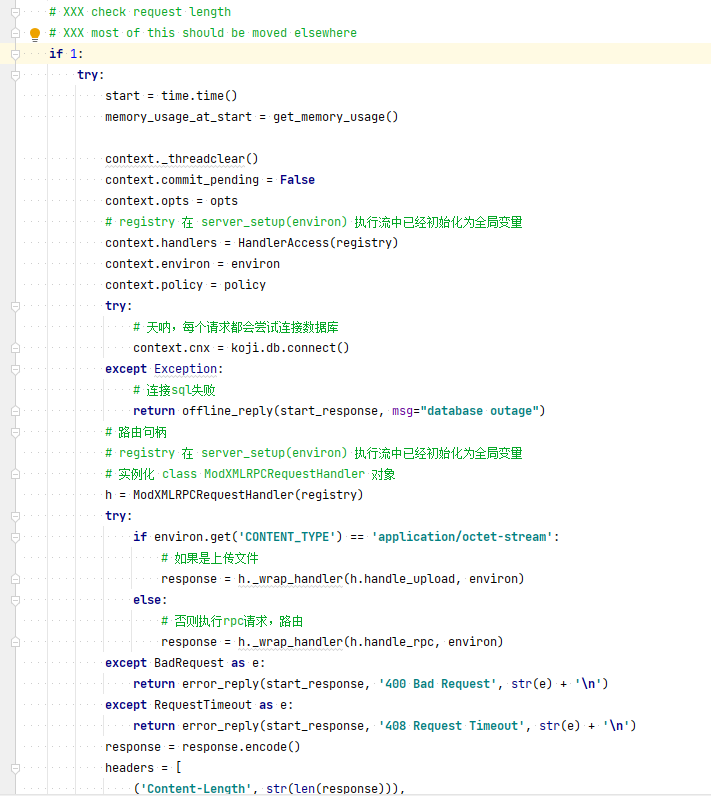 # XXX check request length
# XXX most of this should be moved elsewhere
if 1:
try:
start = time.time()
memory_usage_at_start = get_memory_usage()
context._threadclear()
context.commit_pending = False
context.opts = opts
# registry 在 server_setup(environ) 执行流中已经初始化为全局变量
context.handlers = HandlerAccess(registry)
context.environ = environ
context.policy = policy
try:
# 天呐，每个请求都会尝试连接数据库
context.cnx = koji.db.connect()
except Exception:
# 连接sql失败
return offline_reply(start_response, msg="database outage")
# 路由句柄
# registry 在 server_setup(environ) 执行流中已经初始化为全局变量
# 实例化 class ModXMLRPCRequestHandler 对象
h = ModXMLRPCRequestHandler(registry)
try:
if environ.get('CONTENT_TYPE') == 'application/octet-stream':
# 如果是上传文件
response = h._wrap_handler(h.handle_upload, environ)
else:
# 否则执行rpc请求，路由
response = h._wrap_handler(h.handle_rpc, environ)
except BadRequest as e:
return error_reply(start_response, '400 Bad Request', str(e) + '\n')
except RequestTimeout as e:
return error_reply(start_response, '408 Request Timeout', str(e) + '\n')
response = response.encode()
headers = [
('Content-Length', str(len(response))),